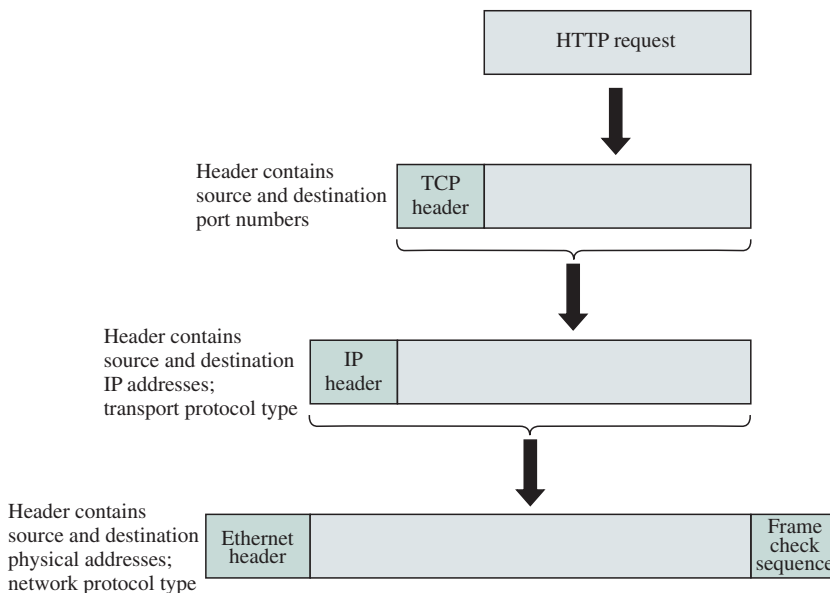 HTTP request
Header contains
source and destination
port numbers
TCP
header
Header contains
source and destination
IP addresses;
transport protocol type
IP
header
Header contains
source and destination
physical addresses;
network protocol type
Ethernet
header
Frame
check
sequence